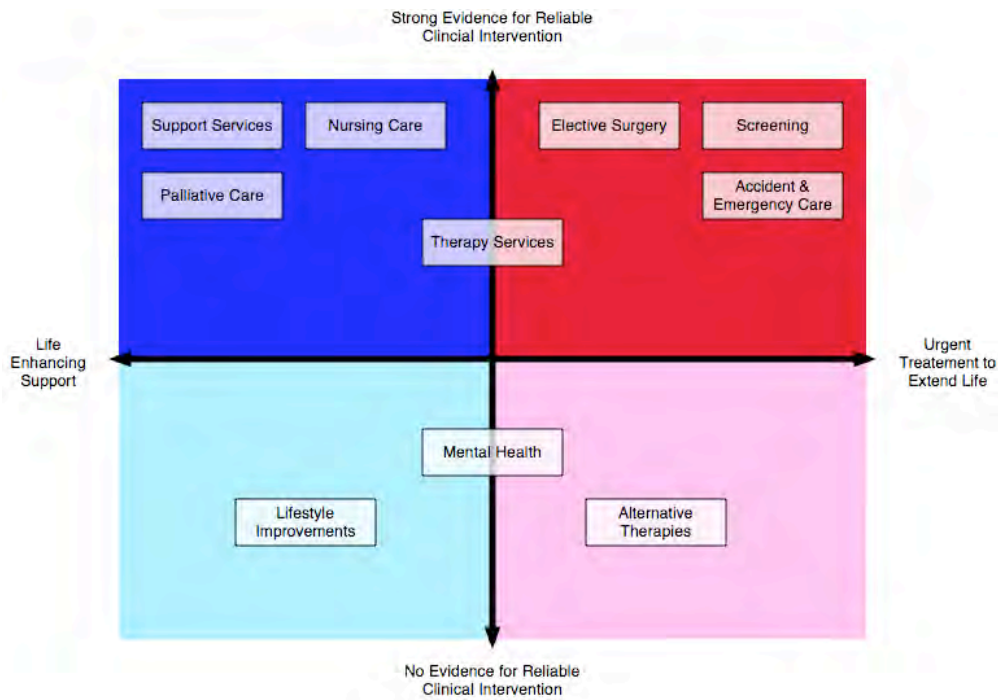 Strong Evidence for Reliable
Clincial Intervention
Support Services
Nursing Care
Elective Surgery
Screening
Palliative Care
Accident &
Emergency Care
Therapy Services
Life
Enhancing
Support
Urgent
Treatement to
Extend Life
Mental Health
Lifestyle
Improvements
Alternative
Therapies
No Evidence for Reliable
Clinical Intervention